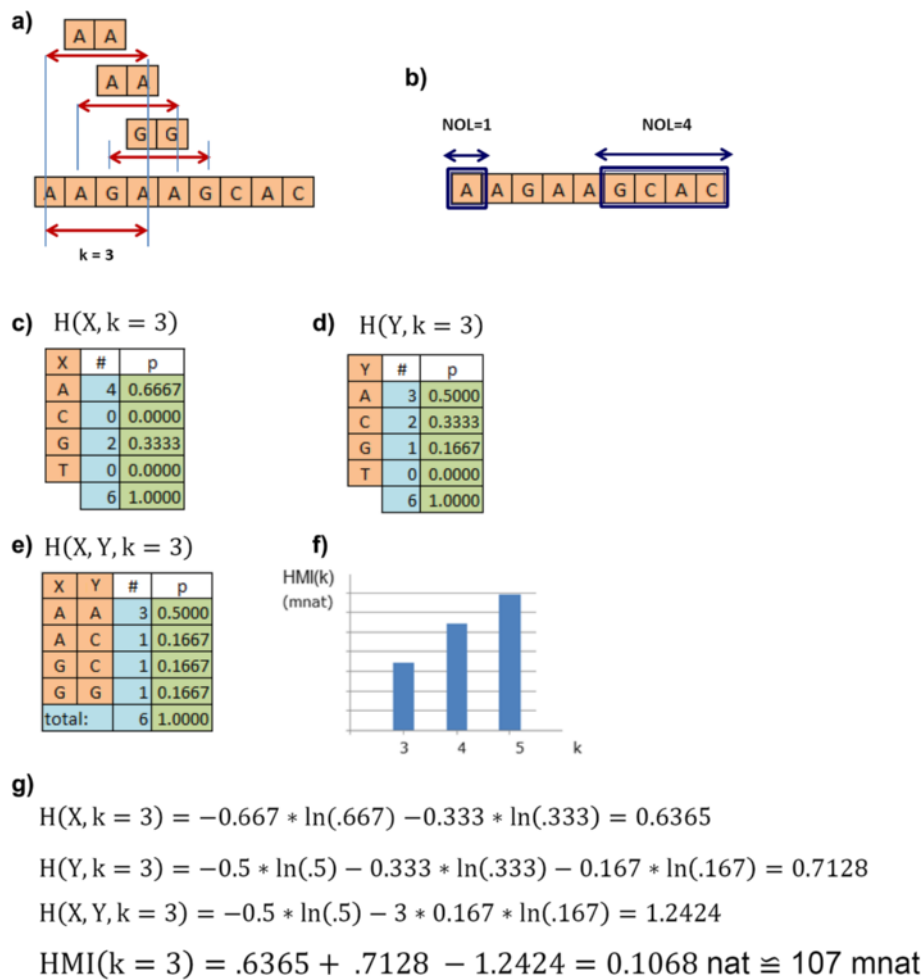 a)
A A
A A
G G
A A G A A G C A C
k = 3
b)
NOL=1 NOL=4
A A G A A G C A C
c) H(X, k = 3)
X # p
A 4 0.6667
C 0 0.0000
G 2 0.3333
T 0 0.0000
6 1.0000
d) H(Y, k = 3)
Y # p
A 3 0.5000
C 2 0.3333
G 1 0.1667
T 0 0.0000
6 1.0000
e) H(X, Y, k = 3)
X Y # p
A A 3 0.5000
A C 1 0.1667
G C 1 0.1667
G G 1 0.1667
total: 6 1.0000
f)
HMI(k)
(mnat)
3 4 5 k
g)
H(X, k = 3) = −0.667 * ln(.667) −0.333 * ln(.333) = 0.6365
H(Y, k = 3) = −0.5 * ln(.5) − 0.333 * ln(.333) − 0.167 * ln(.167) = 0.7128
H(X, Y, k = 3) = −0.5 * ln(.5) − 3 * 0.167 * ln(.167) = 1.2424
HMI(k = 3) = .6365 + .7128 − 1.2424 = 0.1068 nat ≌ 107 mnat